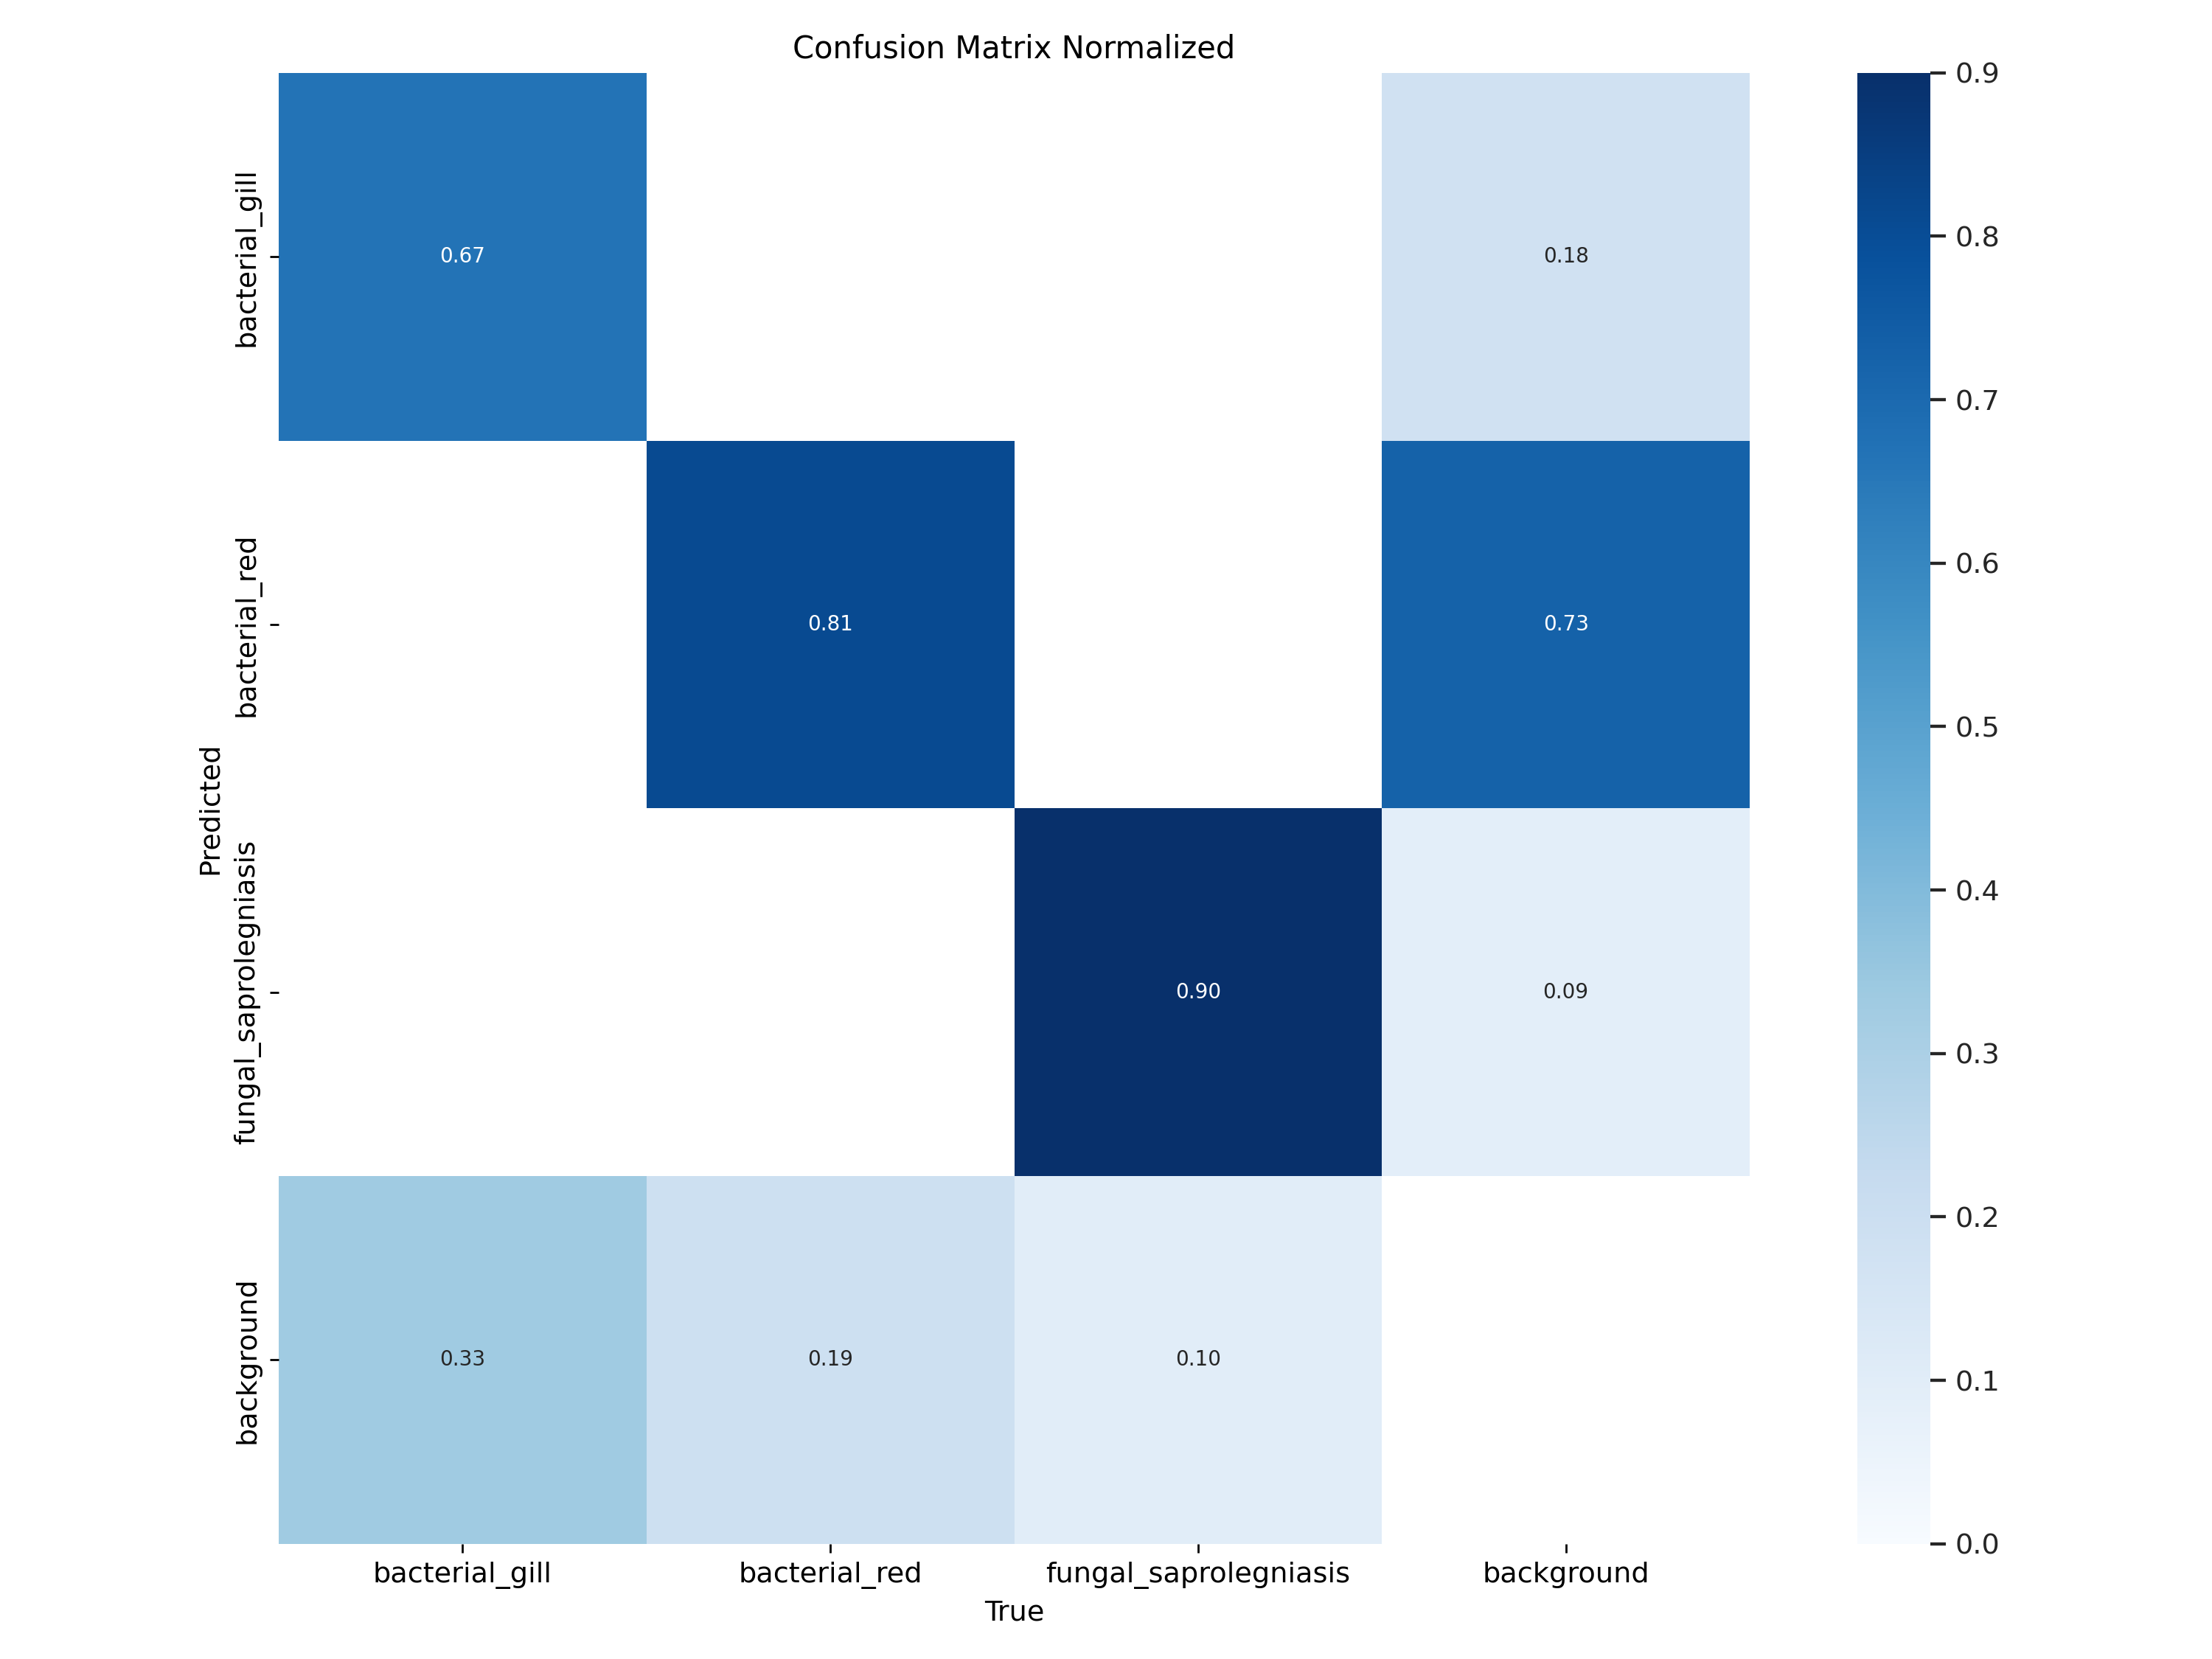 Confusion Matrix Normalized
bacterial_gill
0.67
0.18
bacterial_red
0.81
0.73
fungal_saprolegniasis
0.90
0.09
background
0.33
0.19
0.10
Predicted
bacterial_gill
bacterial_red
fungal_saprolegniasis
background
True
0.9
0.8
0.7
0.6
0.5
0.4
0.3
0.2
0.1
0.0